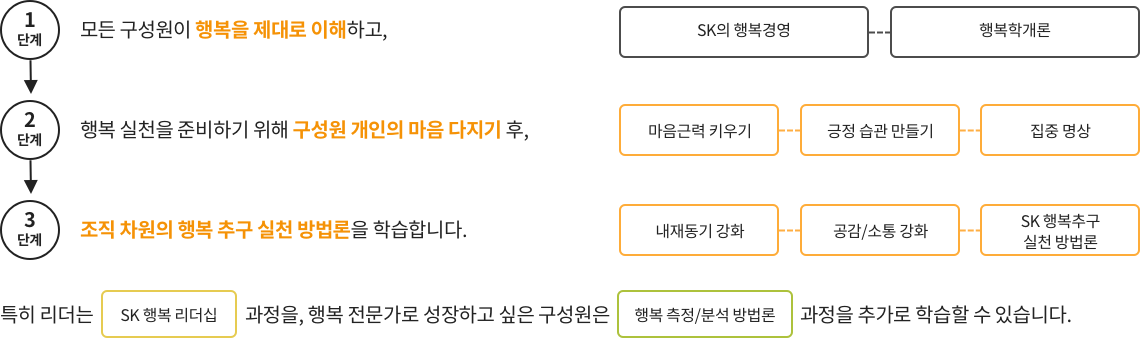 1
단계
모든 구성원이 행복을 제대로 이해하고,
SK의 행복경영
행복학개론
2
단계
행복 실천을 준비하기 위해 구성원 개인의 마음 다지기 후,
마음근력 키우기
긍정 습관 만들기
집중 명상
3
단계
조직 차원의 행복 추구 실천 방법론을 학습합니다.
내재동기 강화
공감/소통 강화
SK 행복추구
실천 방법론
특히 리더는 SK 행복 리더십 과정을, 행복 전문가로 성장하고 싶은 구성원은 행복 측정/분석 방법론 과정을 추가로 학습할 수 있습니다.